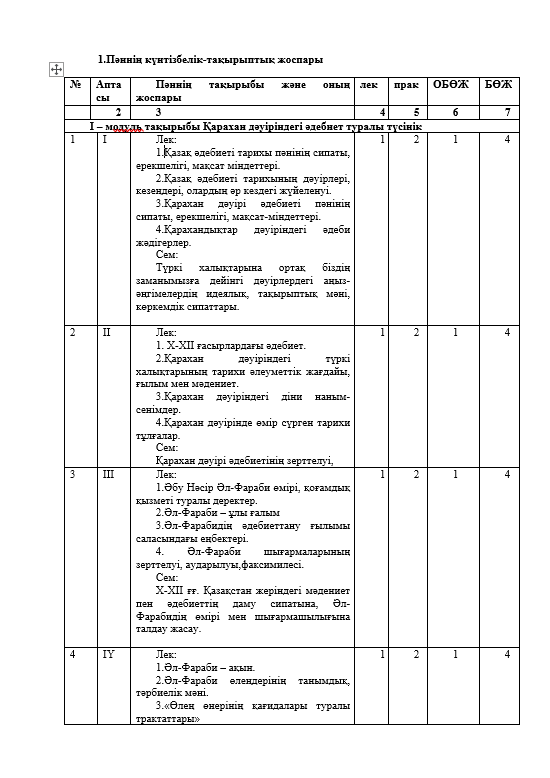 1.Пәннің күнтізбелік-тақырыптық жоспары
№ Апта сы Пәннің тақырыбы және оның жоспары лек прак ОБӨЖ БӨЖ
2 3 4 5 6 7
I – модуль тақырыбы Қарахан дәуіріндегі әдебиет туралы түсінік
1 I Лек: 1 2 1 4
1.Қазақ әдебиеті тарихы пәнінің сипаты,
ерекшелігі, мақсат міндеттері.
2.Қазақ әдебиеті тарихының дәуірлері,
кезендері, олардың әр кездегі жүйеленуі.
3.Қарахан дәуірі әдебиеті пәнінің
сипаты, ерекшелігі, мақсат-міндеттері.
4.Қарахандықтар дәуіріндегі әдеби
жәдігерлер.
Сем:
Түркі халықтарына ортақ біздің
заманымызға дейінгі дәуірлердегі аңыз-
әнгімелердің идеялық, тақырыптық мәні,
көркемдік сипаттары.
2 II Лек: 1 2 1 4
1. X-XII ғасырлардағы әдебиет.
2.Қарахан дәуіріндегі түркі
халықтарының тарихи әлеуметтік жағдайы,
ғылым мен мәдениет.
3.Қарахан дәуіріндегі діни наным-
сенімдер.
4.Қарахан дәуірінде өмір сүрген тарихи
тұлғалар.
Сем:
Қарахан дәуірі әдебиетінің зерттелуі,
3 III Лек: 1 2 1 4
1.Әбу Нәсір Әл-Фараби өмірі, қоғамдық
қызметі туралы деректер.
2.Әл-Фараби – ұлы ғалым
3.Әл-Фарабидің әдебиеттану ғылымы
саласындағы еңбектері.
4. Әл-Фараби шығармаларының
зерттелуі, аударылуы,факсимилесі.
Сем:
X-XII ғғ. Қазақстан жеріндегі мәдениет
пен әдебиеттің даму сипатына, Әл-
Фарабидің өмірі мен шығармашылығына
талдау жасау.
4 IY Лек: 1 2 1 4
1.Әл-Фараби – ақын.
2.Әл-Фараби өлендерінің танымдық,
тәрбиелік мәні.
3.«Өлең өнерінің қағидалары туралы
трактаттары»